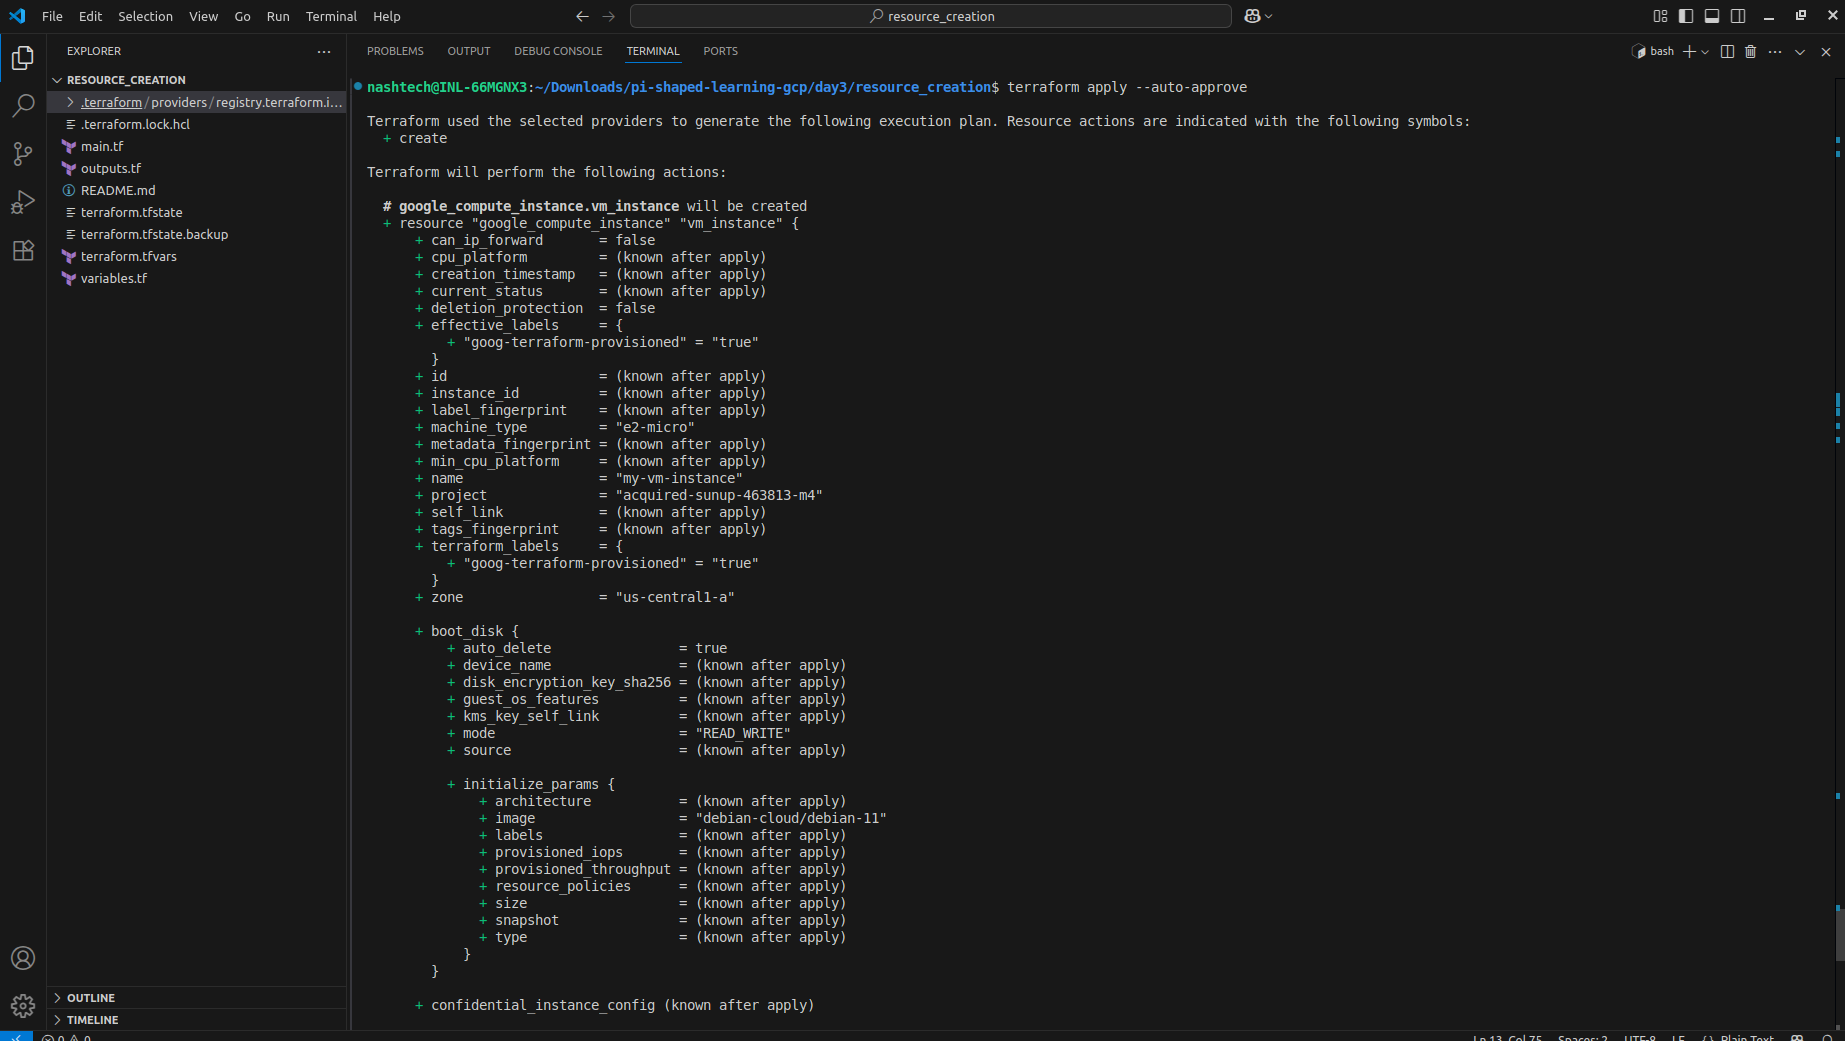 File Edit Selection View Go Run Terminal Help
resource_creation
EXPLORER
RESOURCE_CREATION
.terraform/providers/registry.terraform.i...
.terraform.lock.hcl
main.tf
outputs.tf
README.md
terraform.tfstate
terraform.tfstate.backup
terraform.tfvars
variables.tf
OUTLINE
TIMELINE
PROBLEMS OUTPUT DEBUG CONSOLE TERMINAL PORTS
bash
nashtech@INL-66MGNX3:~/Downloads/pi-shaped-learning-gcp/day3/resource_creation$ terraform apply --auto-approve
Terraform used the selected providers to generate the following execution plan. Resource actions are indicated with the following symbols:
+ create
Terraform will perform the following actions:
# google_compute_instance.vm_instance will be created
+ resource "google_compute_instance" "vm_instance" {
+ can_ip_forward = false
+ cpu_platform = (known after apply)
+ creation_timestamp = (known after apply)
+ current_status = (known after apply)
+ deletion_protection = false
+ effective_labels = {
+ "goog-terraform-provisioned" = "true"
}
+ id = (known after apply)
+ instance_id = (known after apply)
+ label_fingerprint = (known after apply)
+ machine_type = "e2-micro"
+ metadata_fingerprint = (known after apply)
+ min_cpu_platform = (known after apply)
+ name = "my-vm-instance"
+ project = "acquired-sunup-463813-m4"
+ self_link = (known after apply)
+ tags_fingerprint = (known after apply)
+ terraform_labels = {
+ "goog-terraform-provisioned" = "true"
}
+ zone = "us-central1-a"
+ boot_disk {
+ auto_delete = true
+ device_name = (known after apply)
+ disk_encryption_key_sha256 = (known after apply)
+ guest_os_features = (known after apply)
+ kms_key_self_link = (known after apply)
+ mode = "READ_WRITE"
+ source = (known after apply)
+ initialize_params {
+ architecture = (known after apply)
+ image = "debian-cloud/debian-11"
+ labels = (known after apply)
+ provisioned_iops = (known after apply)
+ provisioned_throughput = (known after apply)
+ resource_policies = (known after apply)
+ size = (known after apply)
+ snapshot = (known after apply)
+ type = (known after apply)
}
}
+ confidential_instance_config (known after apply)
0 0 Ln 13, Col 75 Spaces: 2 UTF-8 LF {} Plain Text